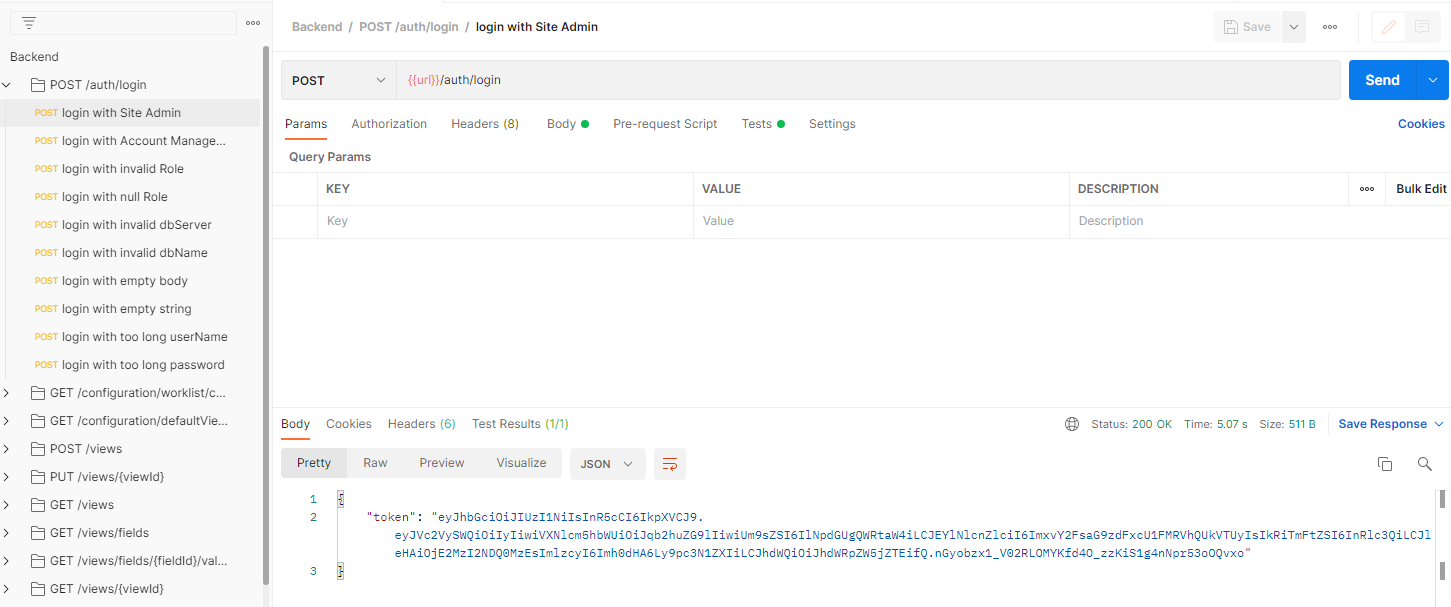 Backend
POST /auth/login
POST login with Site Admin
POST login with Account Manage...
POST login with invalid Role
POST login with null Role
POST login with invalid dbServer
POST login with invalid dbName
POST login with empty body
POST login with empty string
POST login with too long userName
POST login with too long password
GET /configuration/worklist/c...
GET /configuration/defaultVie...
POST /views
PUT /views/{viewId}
GET /views
GET /views/fields
GET /views/fields/{fieldId}/val...
GET /views/{viewId}
Backend / POST /auth/login / login with Site Admin
Save
POST {{url}}/auth/login
Send
Params Authorization Headers (8) Body Pre-request Script Tests Settings Cookies
Query Params
KEY VALUE DESCRIPTION Bulk Edit
Key Value Description
Body Cookies Headers (6) Test Results (1/1) Status: 200 OK Time: 5.07 s Size: 511 B Save Response
Pretty Raw Preview Visualize JSON
1 {
2 "token": "eyJhbGciOiJIUzI1NiIsInR5cCI6IkpXVCJ9.
eyJVc2VySWQiOiIyIiwiVXNlcm5hbWUiOiJqb2huZG9lIiwiUm9sZSI6IlNpdGUgQWRtaW4iLCJEYlNlcnZlciI6ImxvY2FsaG9zdFxcU1FMRVhQUkVTUyIsIkRiTmFtZSI6InRlc3QiLCJl
eHAiOjE2MzI2NDQ0MzEsImlzcyI6Imh0dHA6Ly9pc3N1ZXIiLCJhdWQiOiJhdWRpZW5jZTEifQ.nGyobzx1_V02RLOMYKfd4O_zzKiS1g4nNpr53oOQvxo"
3 }